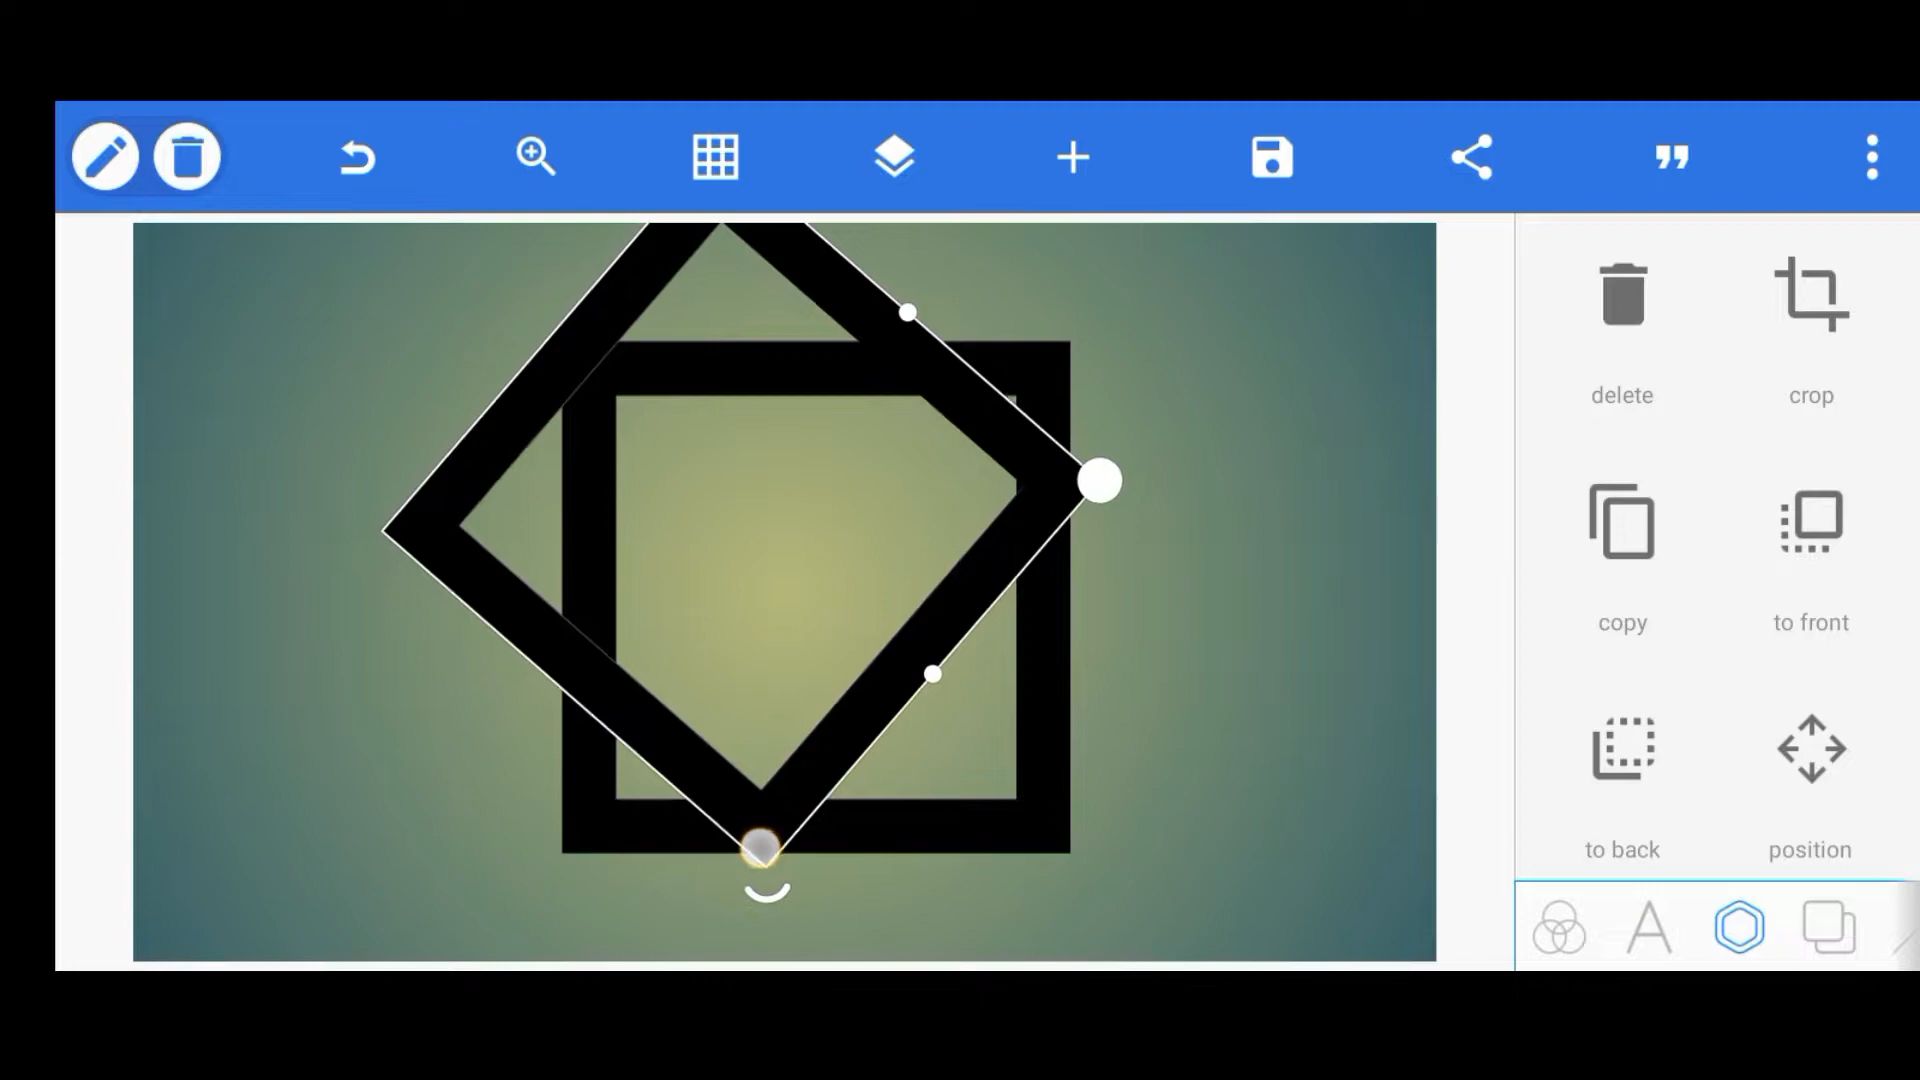 delete
crop
copy
to front
to back
position